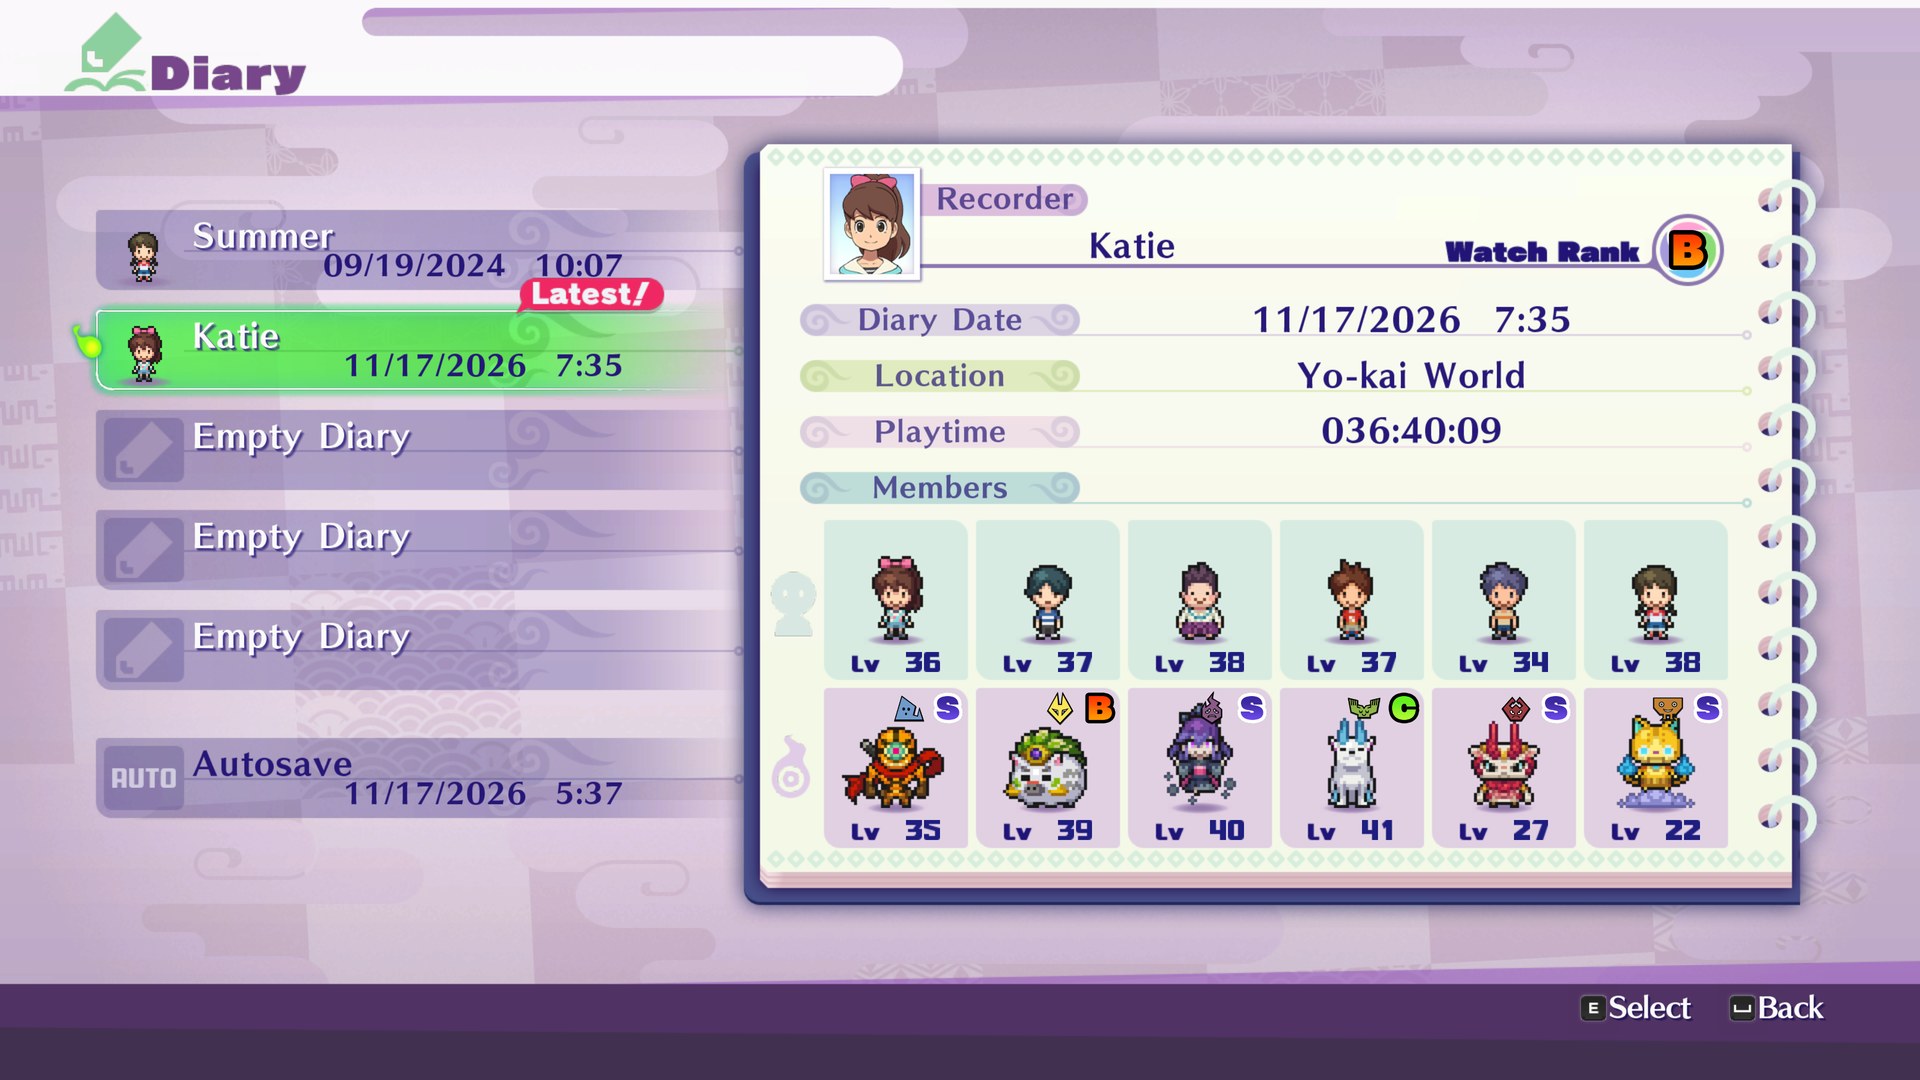 Diary
Summer
09/19/2024 10:07
Latest!
Katie
11/17/2026 7:35
Empty Diary
Empty Diary
Empty Diary
AUTO
Autosave
11/17/2026 5:37
Recorder
Katie
Watch Rank B
Diary Date 11/17/2026 7:35
Location Yo-kai World
Playtime 036:40:09
Members
Lv 36 Lv 37 Lv 38 Lv 37 Lv 34 Lv 38
S B S C S S
Lv 35 Lv 39 Lv 40 Lv 41 Lv 27 Lv 22
E Select Back